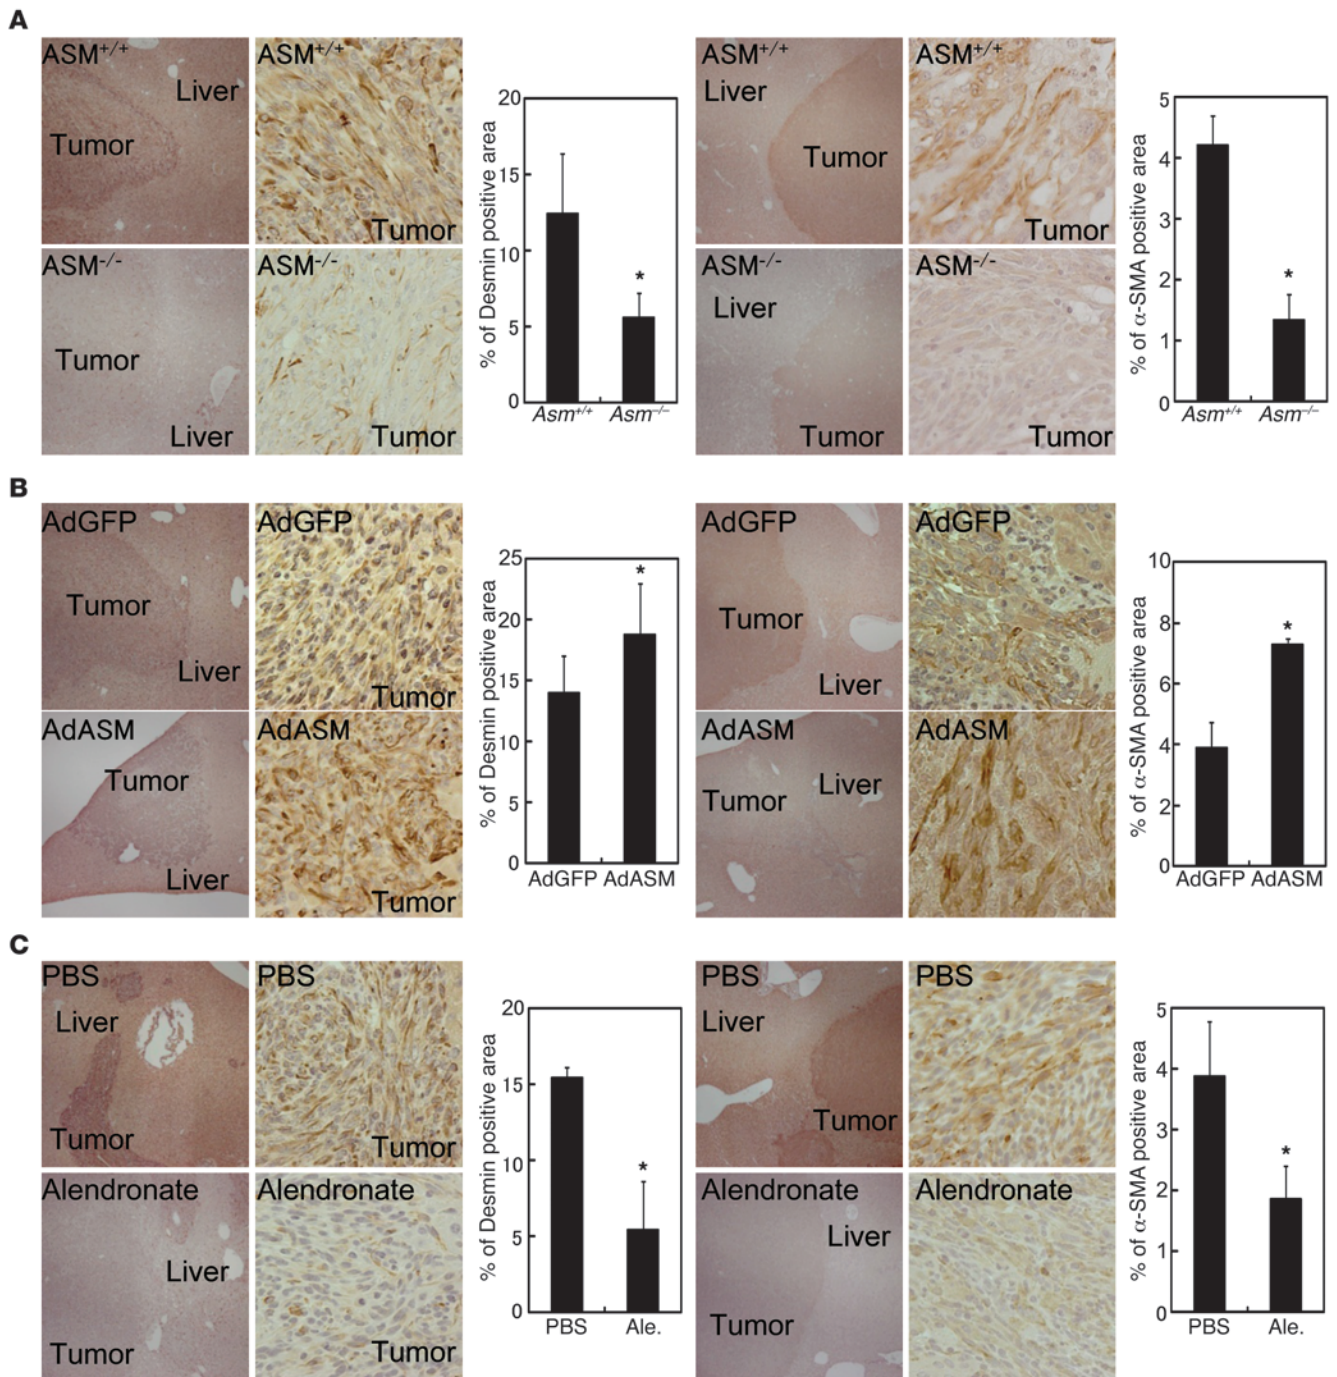 A
ASM+/+
Liver
Tumor
ASM+/+
Tumor
ASM-/-
Tumor
Liver
ASM-/-
Tumor
% of Desmin positive area
20
15
10
5
0
*
Asm+/+ Asm–/–
ASM+/+
Liver
Tumor
ASM+/+
Tumor
ASM-/-
Liver
Tumor
ASM-/-
Tumor
% of α-SMA positive area
5
4
3
2
1
0
*
Asm+/+ Asm–/–
B
AdGFP
Tumor
Liver
AdGFP
Tumor
AdASM
Tumor
Liver
AdASM
Tumor
% of Desmin positive area
25
20
15
10
5
0
*
AdGFP AdASM
AdGFP
Tumor
Liver
AdGFP
AdASM
Liver
Tumor
AdASM
% of α-SMA positive area
10
8
6
4
2
0
*
AdGFP AdASM
C
PBS
Liver
Tumor
PBS
Tumor
Alendronate
Liver
Tumor
Alendronate
Tumor
% of Desmin positive area
20
15
10
5
0
*
PBS Ale.
PBS
Liver
Tumor
PBS
Alendronate
Liver
Tumor
Alendronate
% of α-SMA positive area
5
4
3
2
1
0
*
PBS Ale.